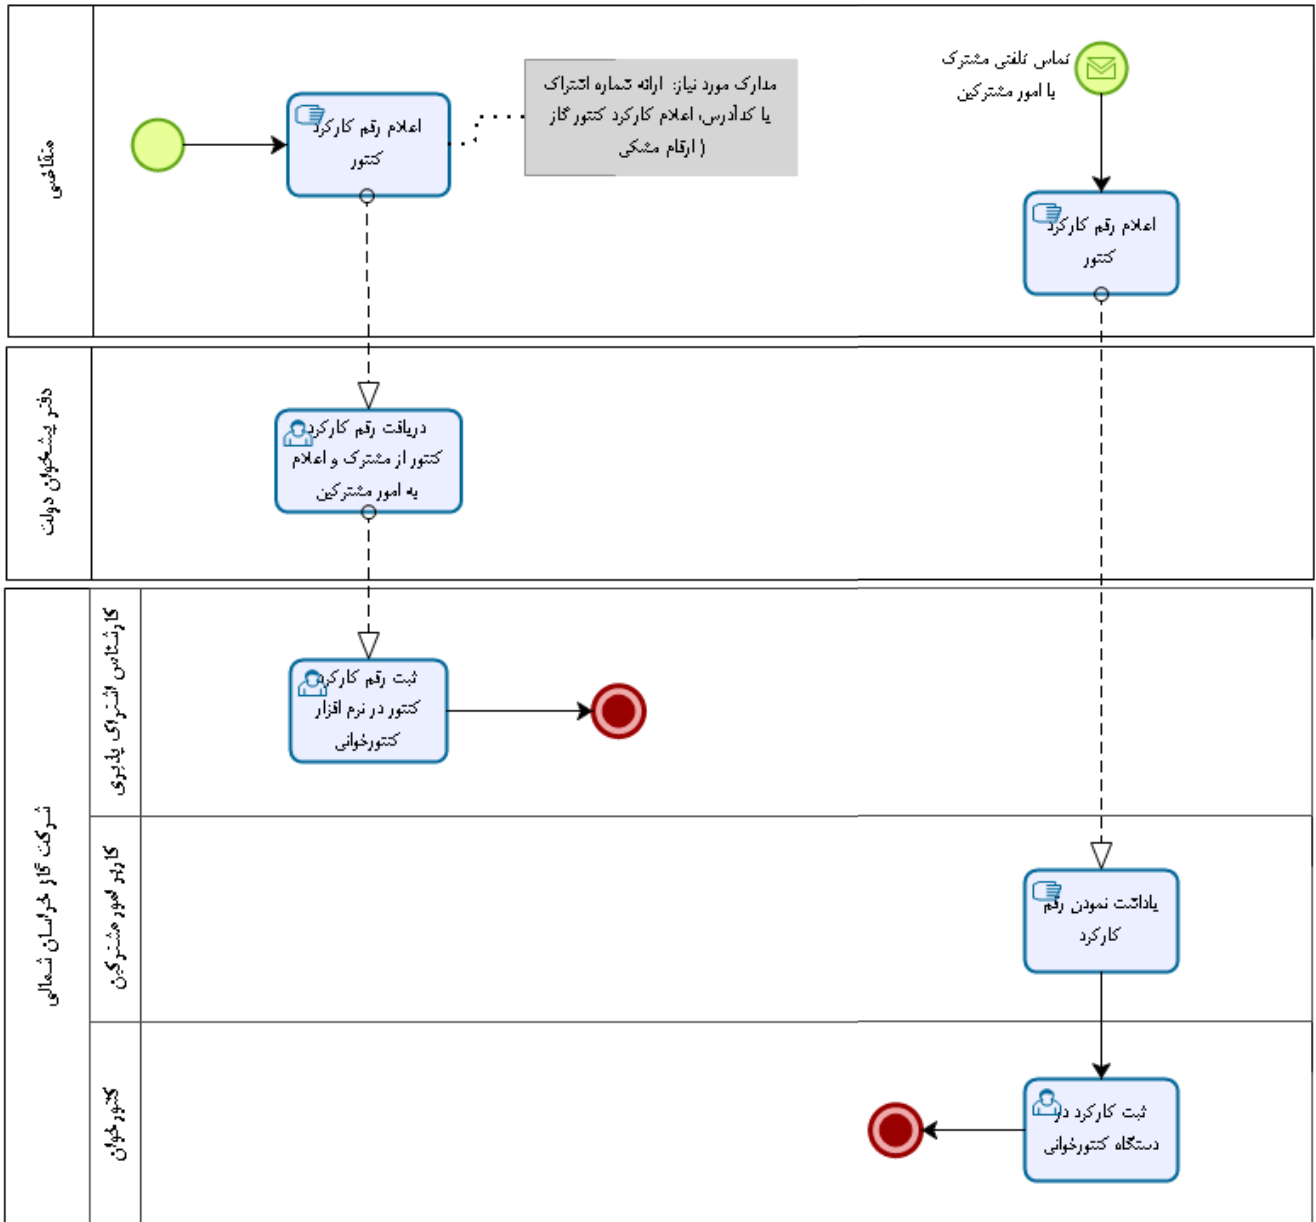 متقاضی
اعلام رقم کارکرد
کنتور
مدارک مورد نیاز: ارائه شماره اشتراک
یا کدآدرس، اعلام کارکرد کنتور گاز
( ارقام مشکی
تماس تلفنی مشترک
با امور مشترکین
اعلام رقم کارکرد
کنتور
دفتر پیشخوان دولت
دریافت رقم کارکرد
کنتور از مشترک و اعلام
به امور مشترکین
شرکت گاز خراسان شمالی
کارشناس اشتراک پذیری
ثبت رقم کارکرد
کنتور در نرم افزار
کنتورخوانی
کاربر امور مشترکین
یاداشت نمودن رقم
کارکرد
کنتور خوان
ثبت کارکرد در
دستگاه کنتورخوانی